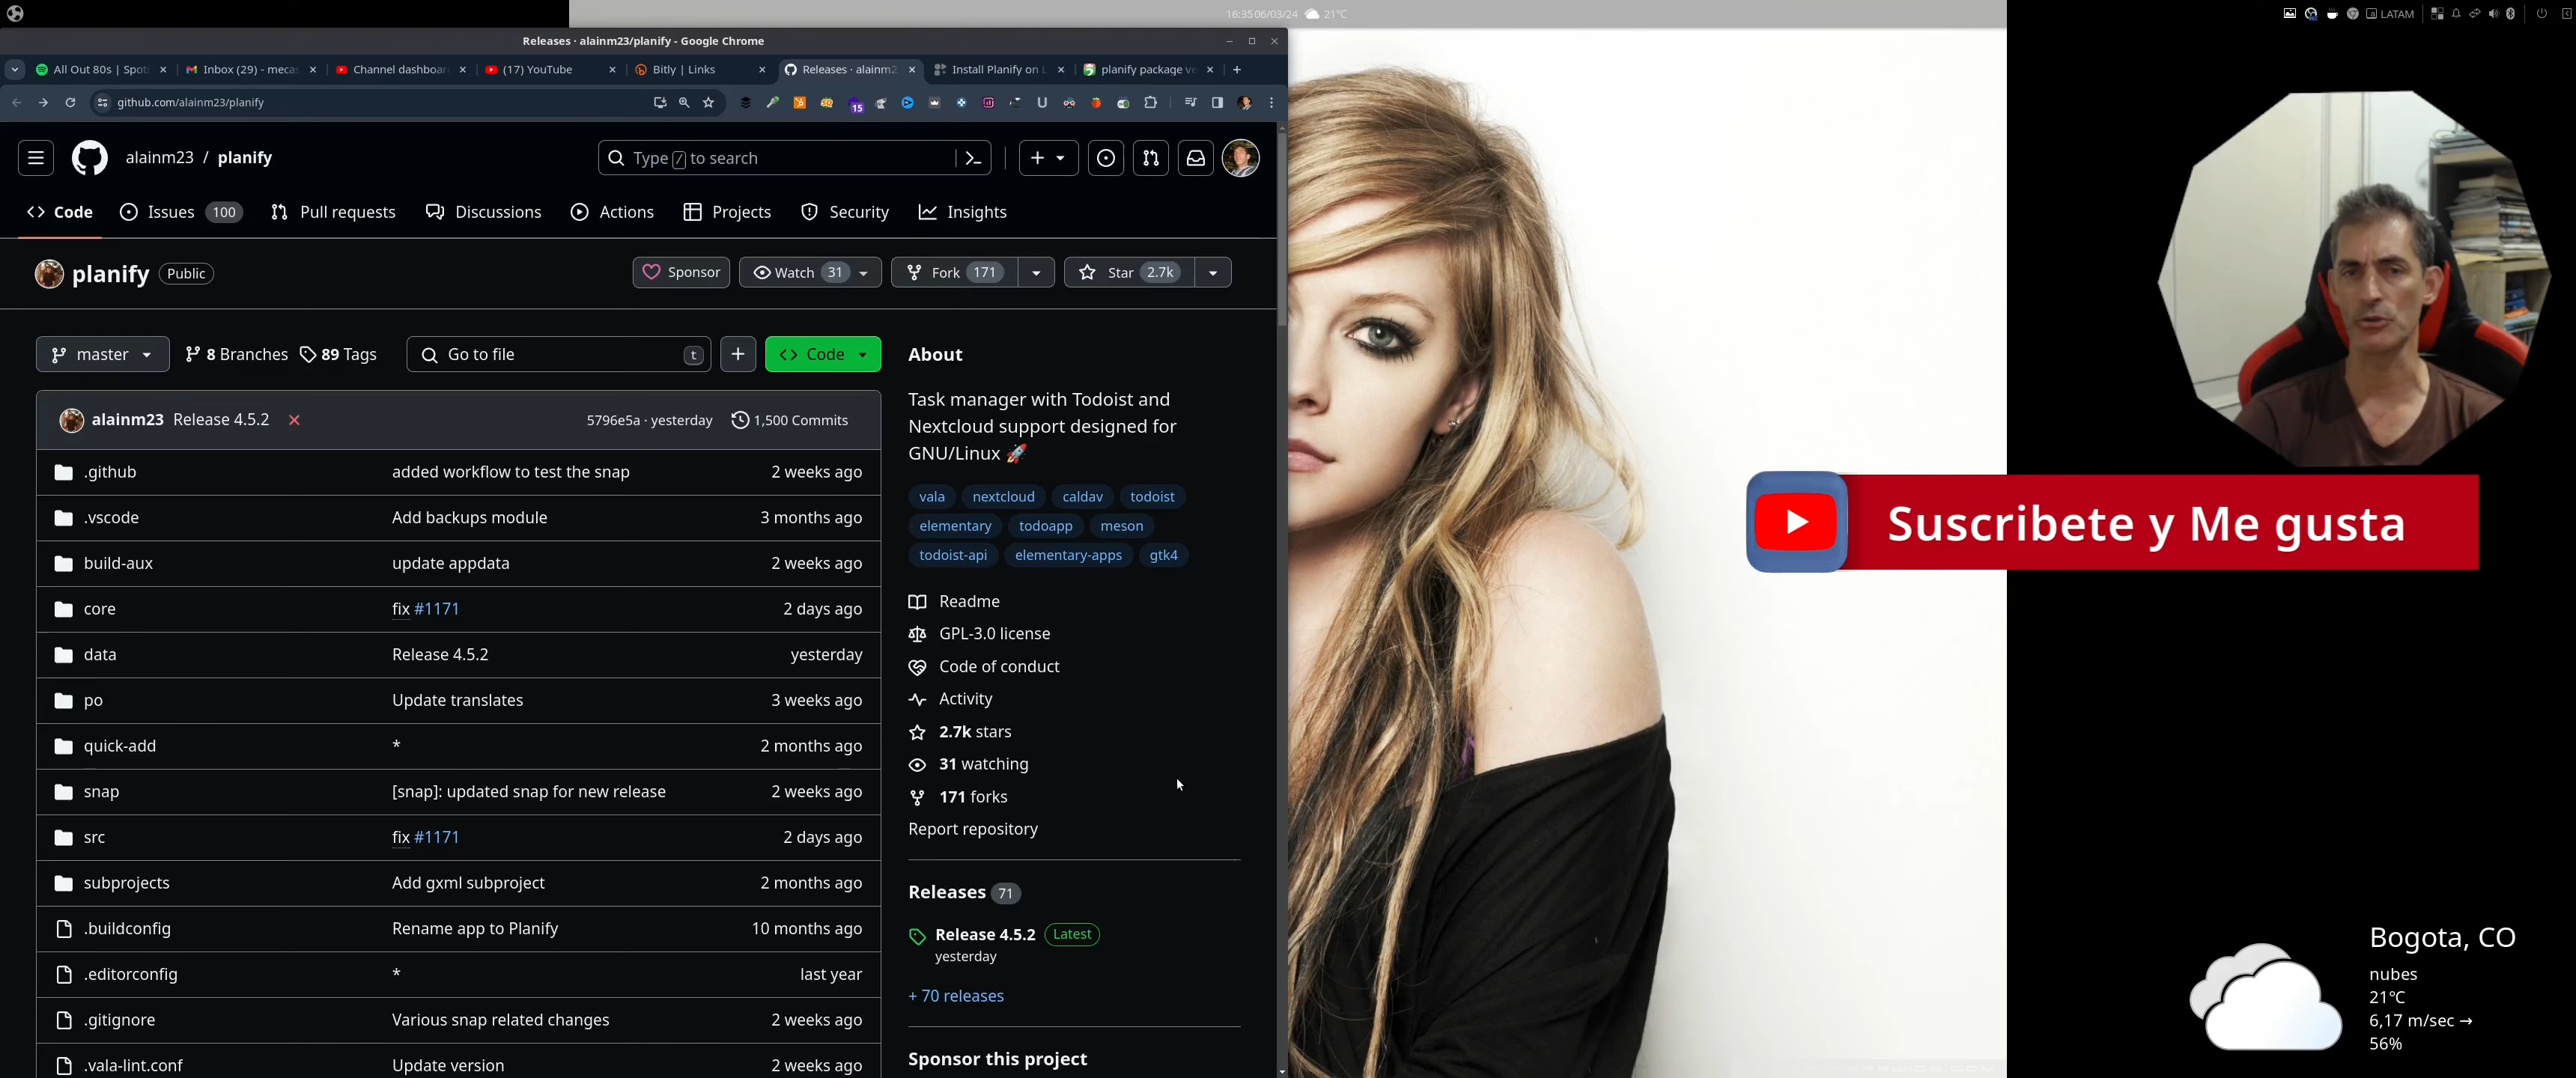 16:35 06/03/24 21°C
LATAM
Releases · alainm23/planify - Google Chrome
All Out 80s | Spot
Inbox (29) - meca
Channel dashboar
(17) YouTube
Bitly | Links
Releases · alainm2
Install Planify on L
planify package ve
github.com/alainm23/planify
15
alainm23 / planify
Type / to search
Code
Issues 100
Pull requests
Discussions
Actions
Projects
Security
Insights
planify Public
Sponsor
Watch 31
Fork 171
Star 2.7k
master
8 Branches
89 Tags
Go to file t
Code
alainm23 Release 4.5.2 5796e5a · yesterday 1,500 Commits
.github added workflow to test the snap 2 weeks ago
.vscode Add backups module 3 months ago
build-aux update appdata 2 weeks ago
core fix #1171 2 days ago
data Release 4.5.2 yesterday
po Update translates 3 weeks ago
quick-add * 2 months ago
snap [snap]: updated snap for new release 2 weeks ago
src fix #1171 2 days ago
subprojects Add gxml subproject 2 months ago
.buildconfig Rename app to Planify 10 months ago
.editorconfig * last year
.gitignore Various snap related changes 2 weeks ago
.vala-lint.conf Update version 2 weeks ago
About
Task manager with Todoist and
Nextcloud support designed for
GNU/Linux 🚀
vala nextcloud caldav todoist
elementary todoapp meson
todoist-api elementary-apps gtk4
Readme
GPL-3.0 license
Code of conduct
Activity
2.7k stars
31 watching
171 forks
Report repository
Releases 71
Release 4.5.2 Latest
yesterday
+ 70 releases
Sponsor this project
Suscribete y Me gusta
Bogota, CO
nubes
21°C
6,17 m/sec →
56%